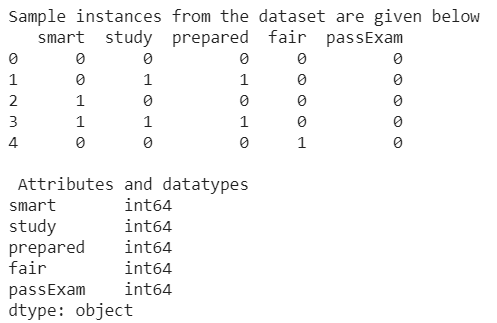 Sample instances from the dataset are given below
smart study prepared fair passExam
0 0 0 0 0 0
1 0 1 1 0 0
2 1 0 0 0 0
3 1 1 1 0 0
4 0 0 0 1 0
Attributes and datatypes
smart int64
study int64
prepared int64
fair int64
passExam int64
dtype: object